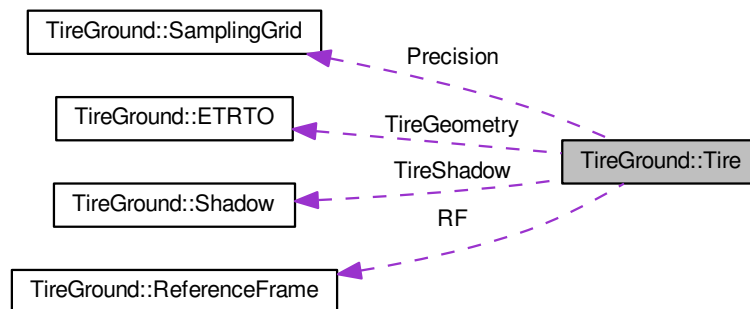 TireGround::SamplingGrid
Precision
TireGround::ETRTO
TireGeometry
TireGround::Tire
TireShadow
TireGround::Shadow
RF
TireGround::ReferenceFrame